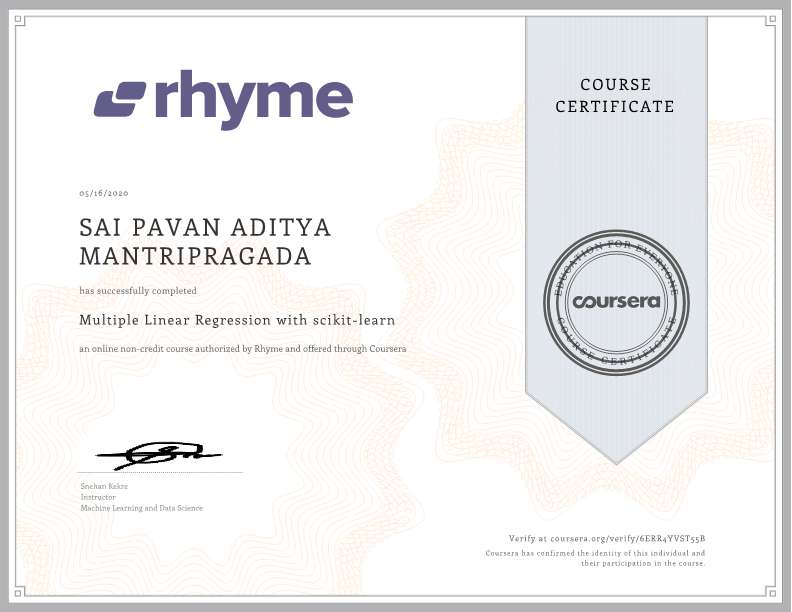 rhyme
COURSE
CERTIFICATE
05/16/2020
SAI PAVAN ADITYA
MANTRIPRAGADA
has successfully completed
Multiple Linear Regression with scikit-learn
an online non-credit course authorized by Rhyme and offered through Coursera
EDUCATION FOR EVERYONE
coursera
COURSE CERTIFICATE
Snehan Kekre
Instructor
Machine Learning and Data Science
Verify at coursera.org/verify/6ERR4YVST55B
Coursera has confirmed the identity of this individual and
their participation in the course.